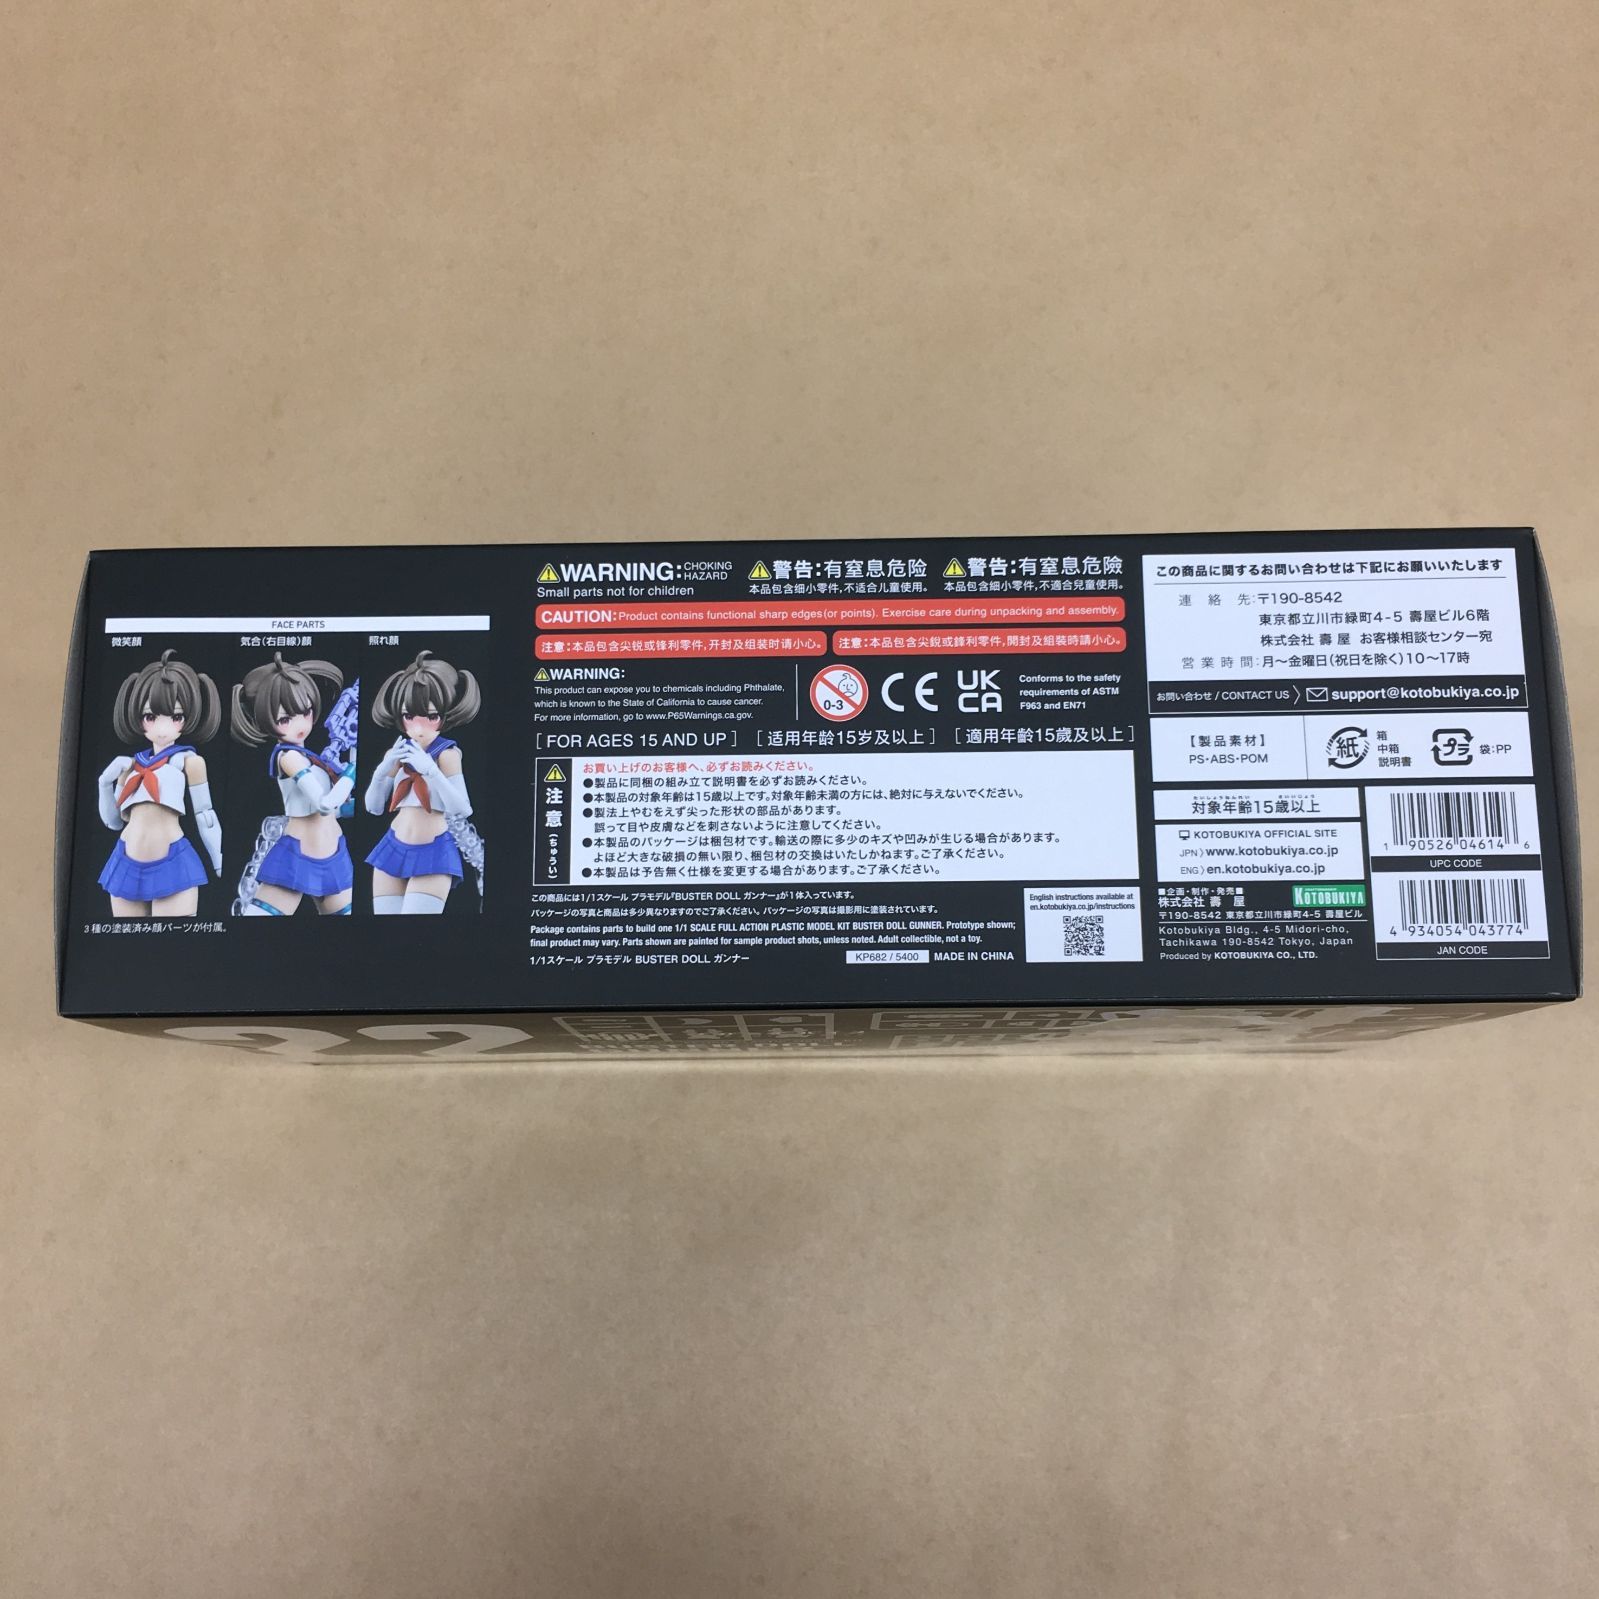 FACE PARTS
微笑顔
気合(右目線)顔
照れ顔
3種の塗装済み顔パーツが付属。
WARNING: CHOKING HAZARD
Small parts not for children
警告:有窒息危险
本品包含细小零件,不适合儿童使用。
警告:有窒息危險
本品包含細小零件,不適合兒童使用。
CAUTION: Product contains functional sharp edges(or points). Exercise care during unpacking and assembly.
注意:本品包含尖锐或锋利零件,开封及组装时请小心。
注意:本品包含尖銳或鋒利零件,開封及組裝時請小心。
WARNING:
This product can expose you to chemicals including Phthalate,
which is known to the State of California to cause cancer.
For more information, go to www.P65Warnings.ca.gov.
0-3
CE
UK
CA
Conforms to the safety
requirements of ASTM
F963 and EN71
[ FOR AGES 15 AND UP ] [ 适用年龄15岁及以上 ] [ 適用年齡15歲及以上 ]
注意(ちゅうい)
お買い上げのお客様へ、必ずお読みください。
●製品に同梱の組み立て説明書を必ずお読みください。
●本製品の対象年齢は15歳以上です。対象年齢未満の方には、絶対に与えないでください。
●製法上やむをえず尖った形状の部品があります。
誤って目や皮膚などを刺さないように注意してください。
●本製品のパッケージは梱包材です。輸送の際に多少のキズや凹みが生じる場合があります。
よほど大きな破損の無い限り、梱包材の交換はいたしかねます。ご了承ください。
●本製品は予告無く仕様を変更する場合があります。ご了承ください。
この商品には1/1スケール プラモデル『BUSTER DOLL ガンナー』が1体入っています。
パッケージの写真と商品は多少異なりますのでご了承ください。パッケージの写真は撮影用に塗装されています。
Package contains parts to build one 1/1 SCALE FULL ACTION PLASTIC MODEL KIT BUSTER DOLL GUNNER. Prototype shown;
final product may vary. Parts shown are painted for sample product shots, unless noted. Adult collectible, not a toy.
1/1スケール プラモデル BUSTER DOLL ガンナー
KP682 / 5400
MADE IN CHINA
English instructions available at
en.kotobukiya.co.jp/instructions
この商品に関するお問い合わせは下記にお願いいたします
連絡先:〒190-8542
東京都立川市緑町4-5 壽屋ビル6階
株式会社 壽屋 お客様相談センター宛
営業時間:月〜金曜日(祝日を除く)10〜17時
お問い合わせ / CONTACT US support@kotobukiya.co.jp
【製品素材】
PS・ABS・POM
紙
箱
中箱
説明書
プラ
袋:PP
たいしょうねんれい さいいじょう
対象年齢15歳以上
KOTOBUKIYA OFFICIAL SITE
JPN〉www.kotobukiya.co.jp
ENG〉en.kotobukiya.co.jp
■企画・制作・発売■
株式会社 壽 屋
KOTOBUKIYA
〒190-8542 東京都立川市緑町4-5 壽屋ビル
Kotobukiya Bldg., 4-5 Midori-cho,
Tachikawa 190-8542 Tokyo, Japan
Produced by KOTOBUKIYA CO., LTD.
1 90526 04614 6
UPC CODE
4 934054 043774
JAN CODE